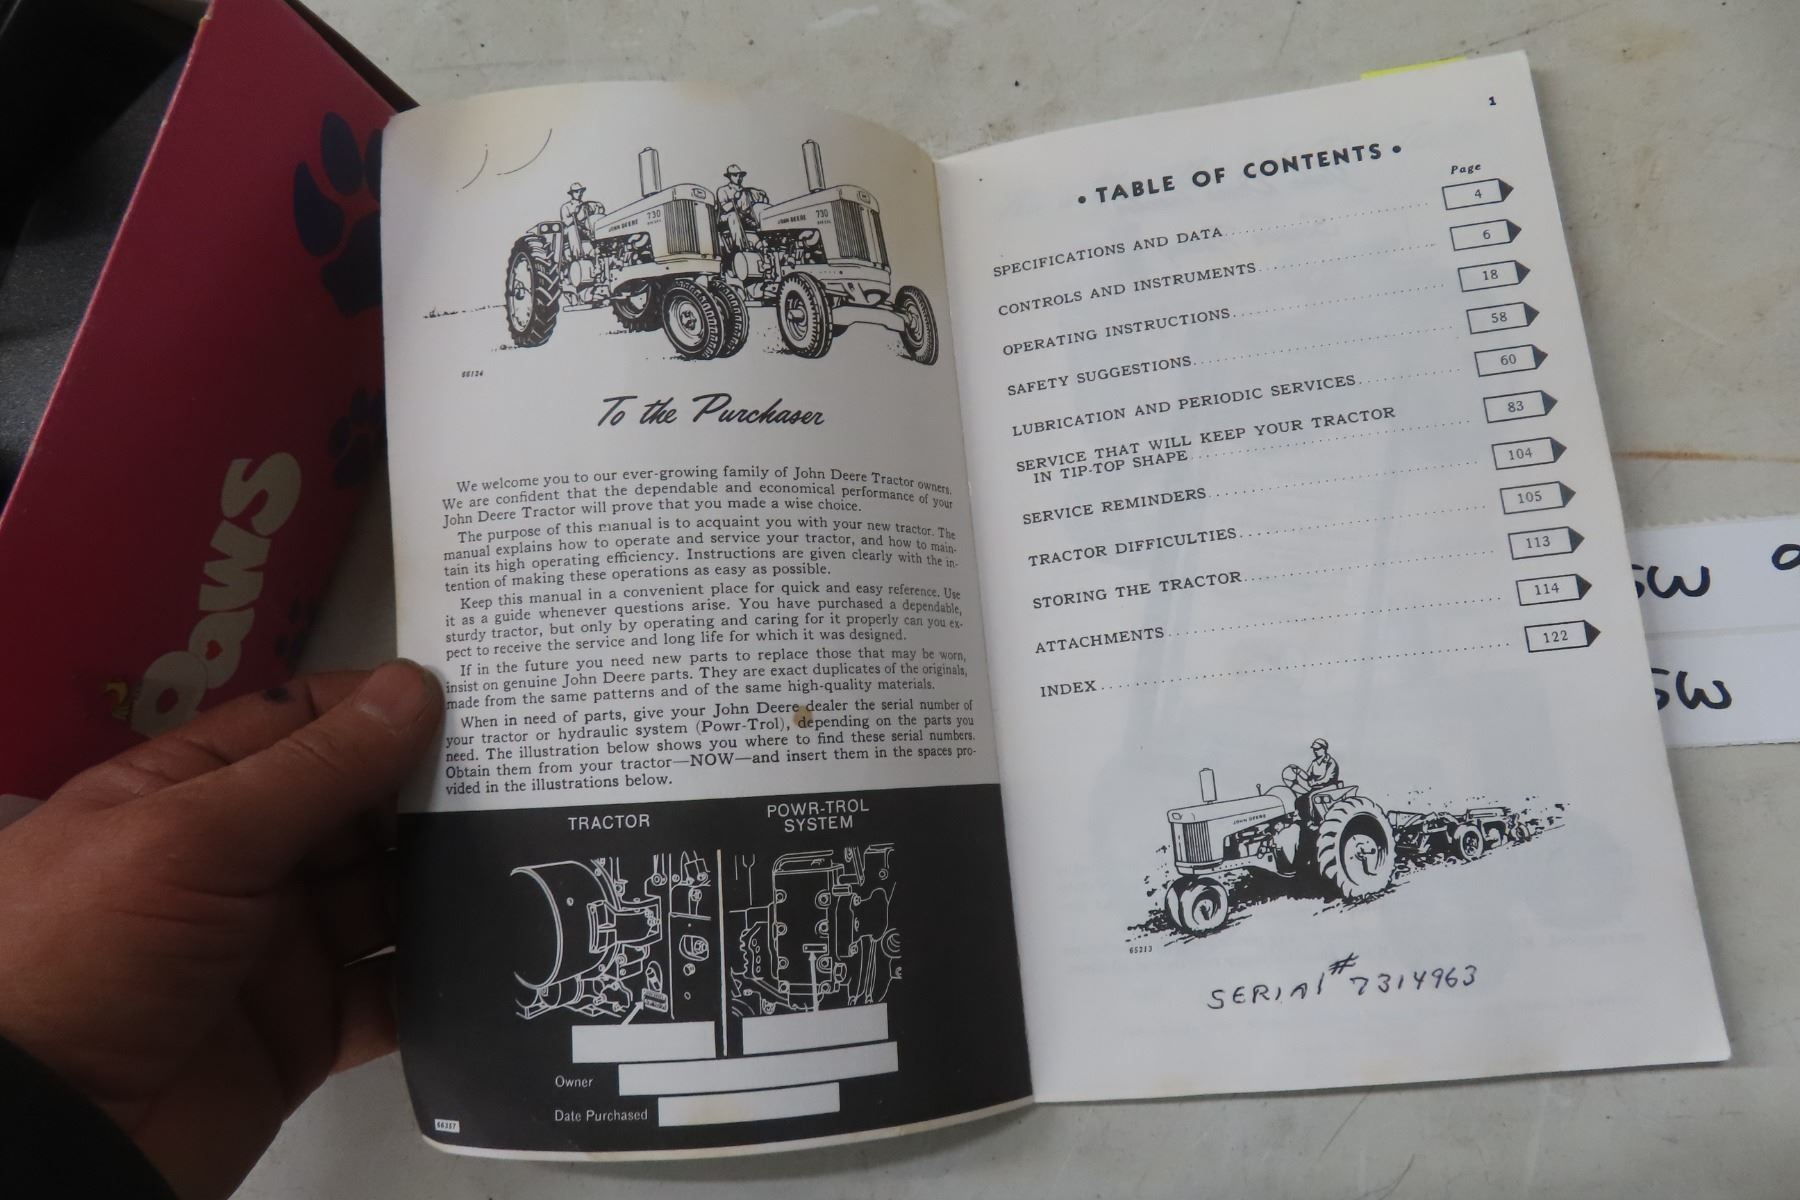 JOHN DEERE 730 DIESEL
JOHN DEERE 730 DIESEL
66134
To the Purchaser
We welcome you to our ever-growing family of John Deere Tractor owners.
We are confident that the dependable and economical performance of your
John Deere Tractor will prove that you made a wise choice.
The purpose of this manual is to acquaint you with your new tractor. The
manual explains how to operate and service your tractor, and how to main-
tain its high operating efficiency. Instructions are given clearly with the in-
tention of making these operations as easy as possible.
Keep this manual in a convenient place for quick and easy reference. Use
it as a guide whenever questions arise. You have purchased a dependable,
sturdy tractor, but only by operating and caring for it properly can you ex-
pect to receive the service and long life for which it was designed.
If in the future you need new parts to replace those that may be worn,
insist on genuine John Deere parts. They are exact duplicates of the originals,
made from the same patterns and of the same high-quality materials.
When in need of parts, give your John Deere dealer the serial number of
your tractor or hydraulic system (Powr-Trol), depending on the parts you
need. The illustration below shows you where to find these serial numbers.
Obtain them from your tractor—NOW—and insert them in the spaces pro-
vided in the illustrations below.
TRACTOR
POWR-TROL
SYSTEM
Owner
Date Purchased
66357
1
• TABLE OF CONTENTS •
Page
SPECIFICATIONS AND DATA 4
CONTROLS AND INSTRUMENTS 6
OPERATING INSTRUCTIONS 18
SAFETY SUGGESTIONS 58
LUBRICATION AND PERIODIC SERVICES 60
SERVICE THAT WILL KEEP YOUR TRACTOR
IN TIP-TOP SHAPE 83
SERVICE REMINDERS 104
TRACTOR DIFFICULTIES 105
STORING THE TRACTOR 113
ATTACHMENTS 114
INDEX 122
JOHN DEERE
65213
SERIAL # 7314963
Paws
SW
SW